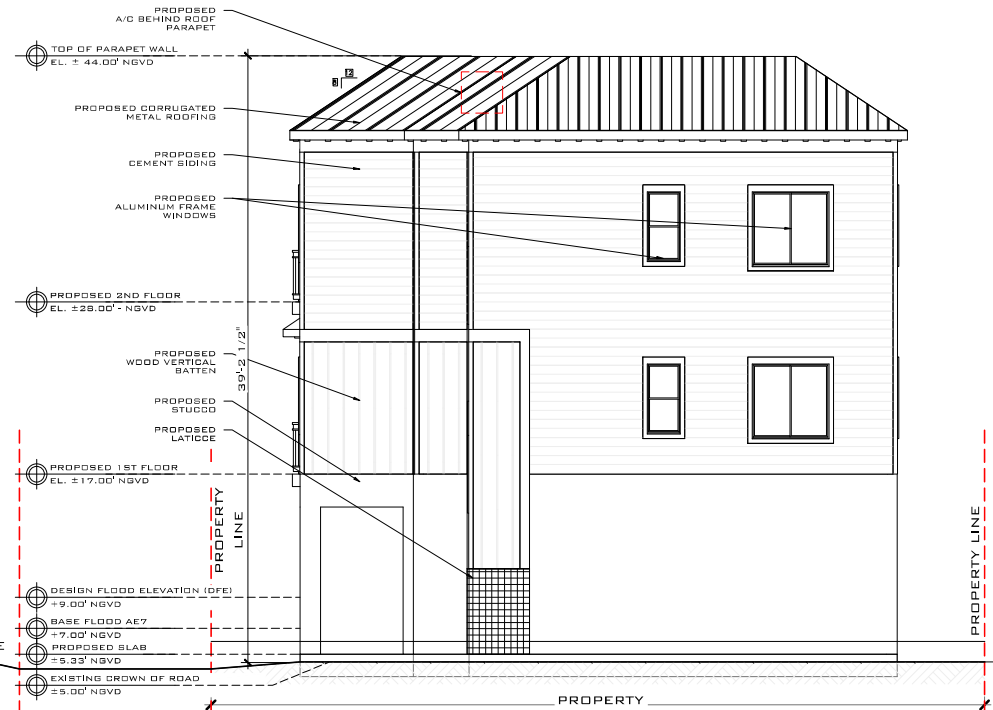 PROPOSED
A/C BEHIND ROOF
PARAPET
TOP OF PARAPET WALL
EL. ± 44.00' NGVD
12
PROPOSED CORRUGATED
METAL ROOFING
PROPOSED
CEMENT SIDING
PROPOSED
ALUMINUM FRAME
WINDOWS
PROPOSED 2ND FLOOR
EL. ±28.00' - NGVD
39'-2 1/2"
PROPOSED
WOOD VERTICAL
BATTEN
PROPOSED
STUCCO
PROPOSED
LATICCE
PROPOSED 1ST FLOOR
EL. ±17.00' NGVD
PROPERTY
LINE
PROPERTY LINE
DESIGN FLOOD ELEVATION (DFE)
+9.00' NGVD
BASE FLOOD AE7
+7.00' NGVD
PROPOSED SLAB
±5.33' NGVD
EXISTING CROWN OF ROAD
±5.00' NGVD
E
PROPERTY